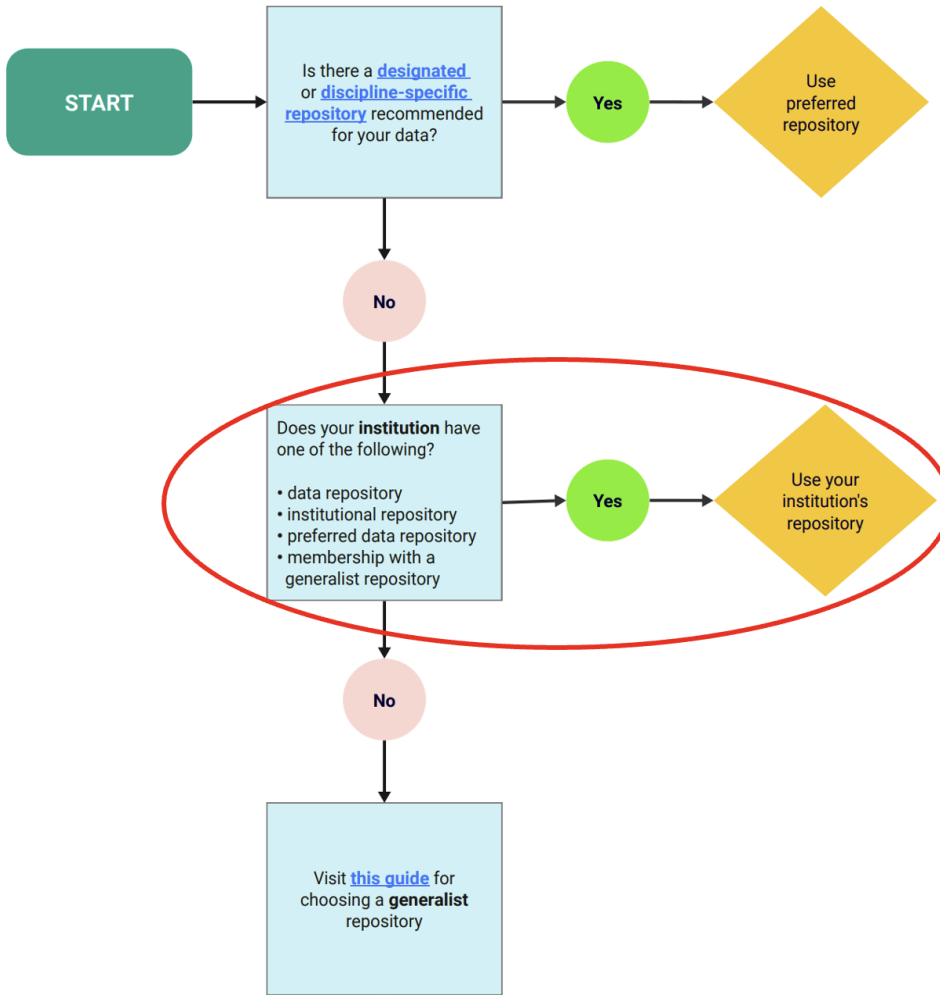 START
Is there a designated
or discipline-specific
repository recommended
for your data?
Yes
Use
preferred
repository
No
Does your institution have
one of the following?
• data repository
• institutional repository
• preferred data repository
• membership with a
generalist repository
Yes
Use your
institution's
repository
No
Visit this guide for
choosing a generalist
repository